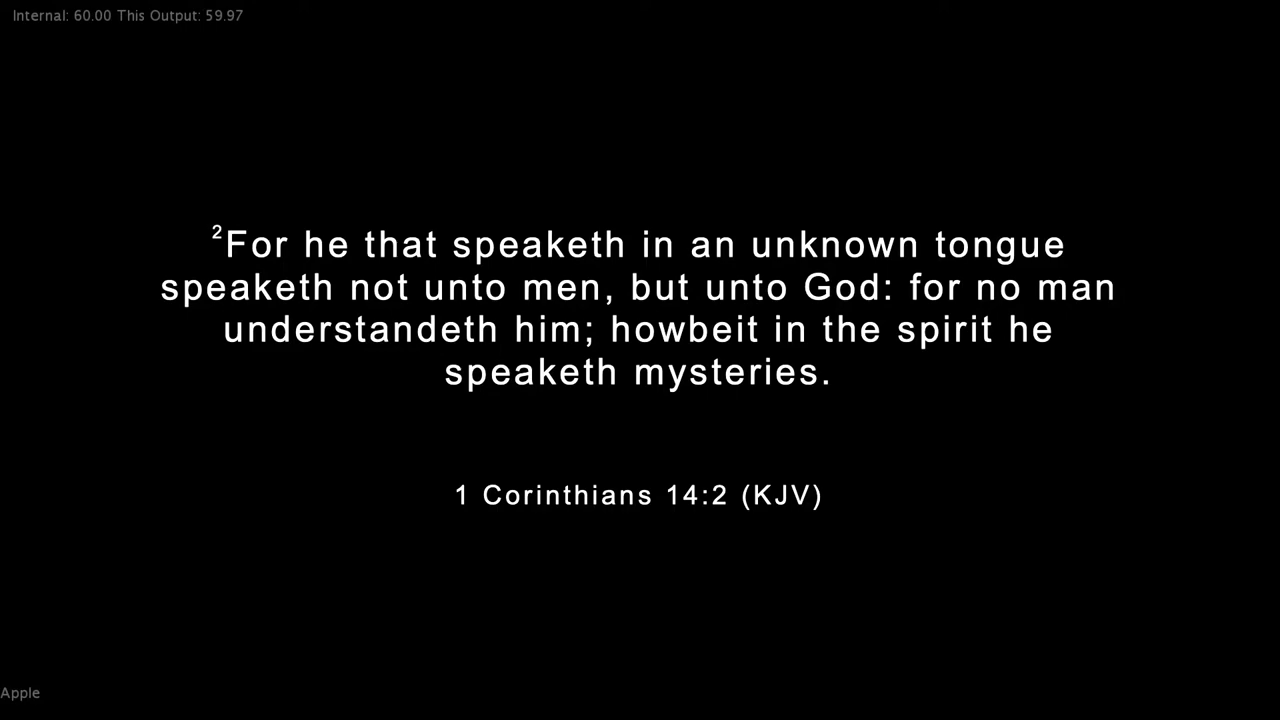 Internal: 60.00 This Output: 59.97
²For he that speaketh in an unknown tongue
speaketh not unto men, but unto God: for no man
understandeth him; howbeit in the spirit he
speaketh mysteries.
1 Corinthians 14:2 (KJV)
Apple